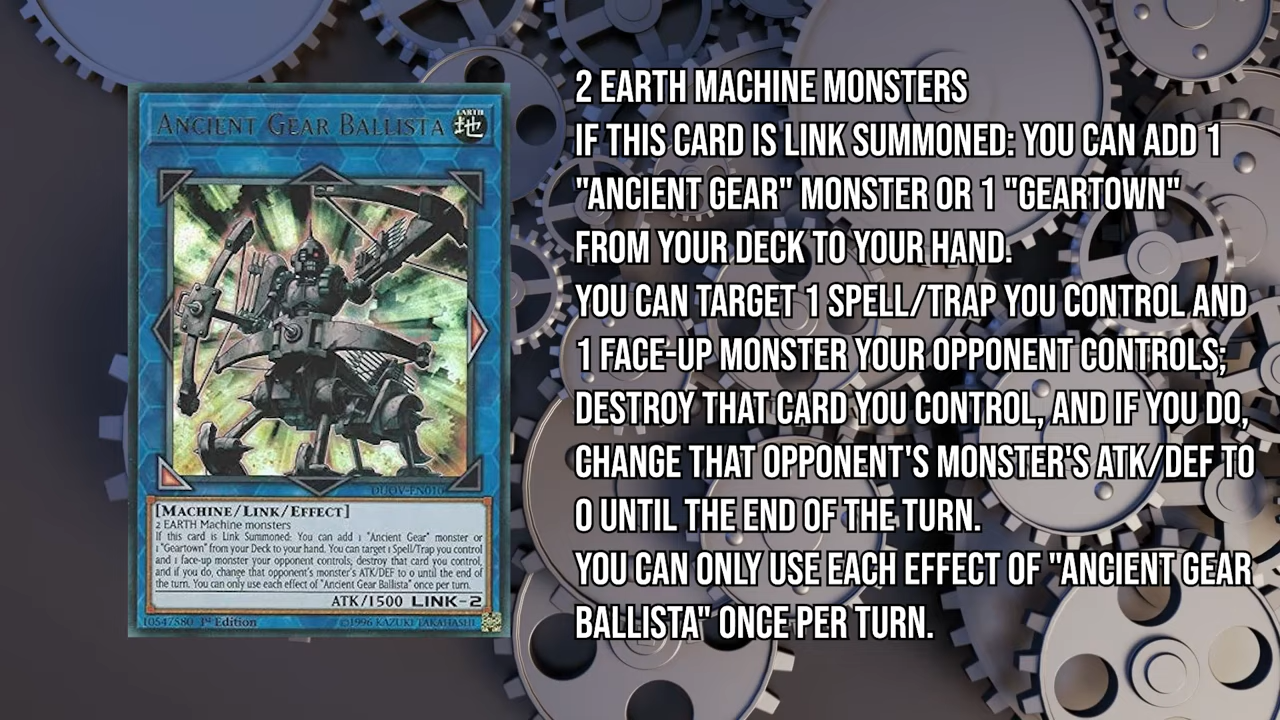 ANCIENT GEAR BALLISTA
EARTH
地
DUOV-EN010
[MACHINE/LINK/EFFECT]
2 EARTH Machine monsters
If this card is Link Summoned: You can add 1 "Ancient Gear" monster or
1 "Geartown" from your Deck to your hand. You can target 1 Spell/Trap you control
and 1 face-up monster your opponent controls; destroy that card you control,
and if you do, change that opponent's monster's ATK/DEF to 0 until the end of
the turn. You can only use each effect of "Ancient Gear Ballista" once per turn.
ATK/1500 LINK-2
10547580 1st Edition ©1996 KAZUKI TAKAHASHI
2 EARTH MACHINE MONSTERS
IF THIS CARD IS LINK SUMMONED: YOU CAN ADD 1
"ANCIENT GEAR" MONSTER OR 1 "GEARTOWN"
FROM YOUR DECK TO YOUR HAND.
YOU CAN TARGET 1 SPELL/TRAP YOU CONTROL AND
1 FACE-UP MONSTER YOUR OPPONENT CONTROLS;
DESTROY THAT CARD YOU CONTROL, AND IF YOU DO,
CHANGE THAT OPPONENT'S MONSTER'S ATK/DEF TO
0 UNTIL THE END OF THE TURN.
YOU CAN ONLY USE EACH EFFECT OF "ANCIENT GEAR
BALLISTA" ONCE PER TURN.